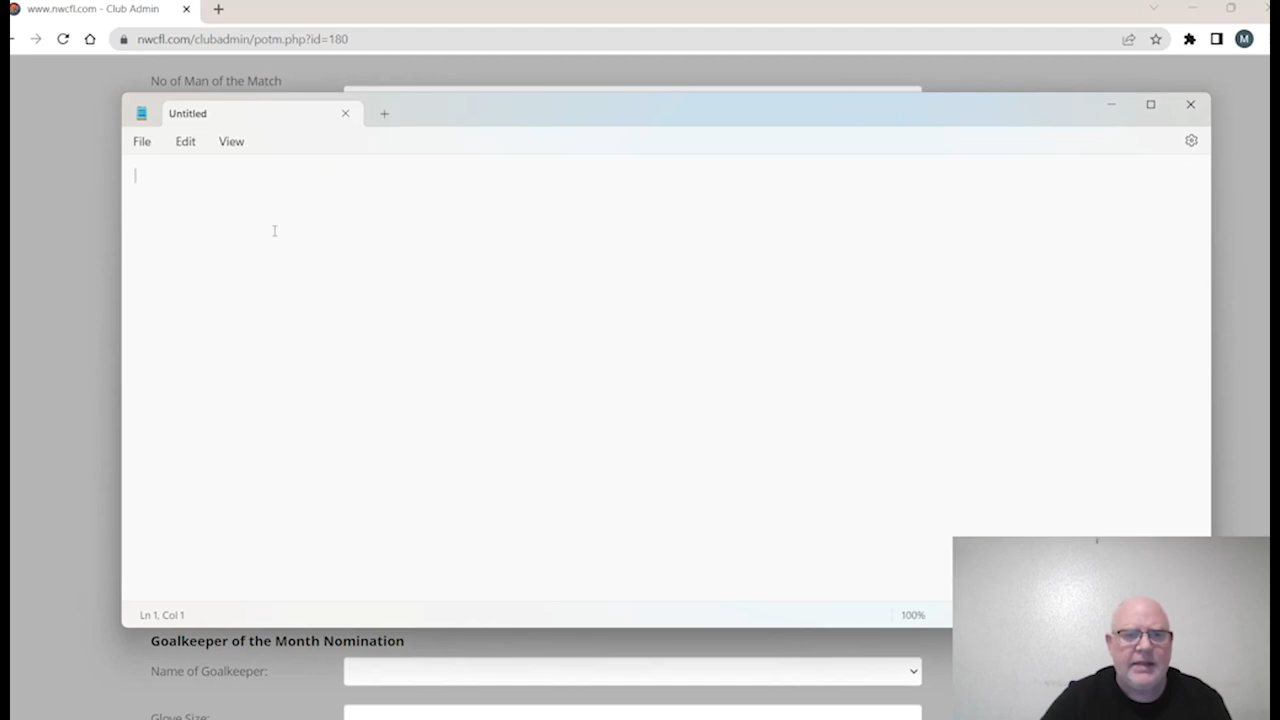 www.nwcfl.com - Club Admin
nwcfl.com/clubadmin/potm.php?id=180
M
No of Man of the Match
Untitled
File Edit View
Ln 1, Col 1
100%
Goalkeeper of the Month Nomination
Name of Goalkeeper:
Glove Size: